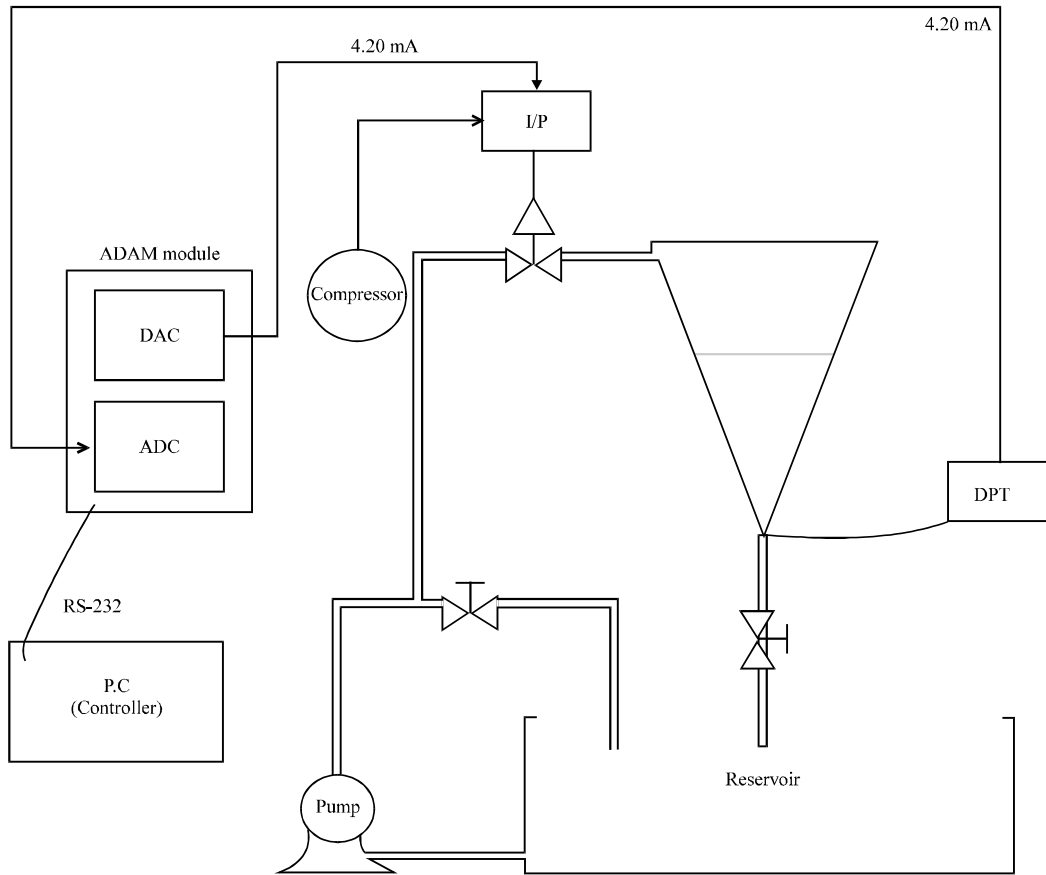 4.20 mA
4.20 mA
I/P
ADAM module
Compressor
DAC
ADC
DPT
RS-232
P.C
(Controller)
Reservoir
Pump